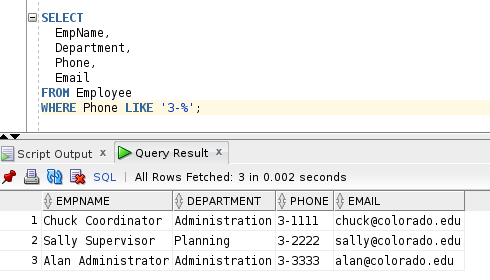 SELECT
EmpName,
Department,
Phone,
Email
FROM Employee
WHERE Phone LIKE '3-%';
Script Output x Query Result x
SQL | All Rows Fetched: 3 in 0.002 seconds
EMPNAME DEPARTMENT PHONE EMAIL
1 Chuck Coordinator Administration 3-1111 chuck@colorado.edu
2 Sally Supervisor Planning 3-2222 sally@colorado.edu
3 Alan Administrator Administration 3-3333 alan@colorado.edu